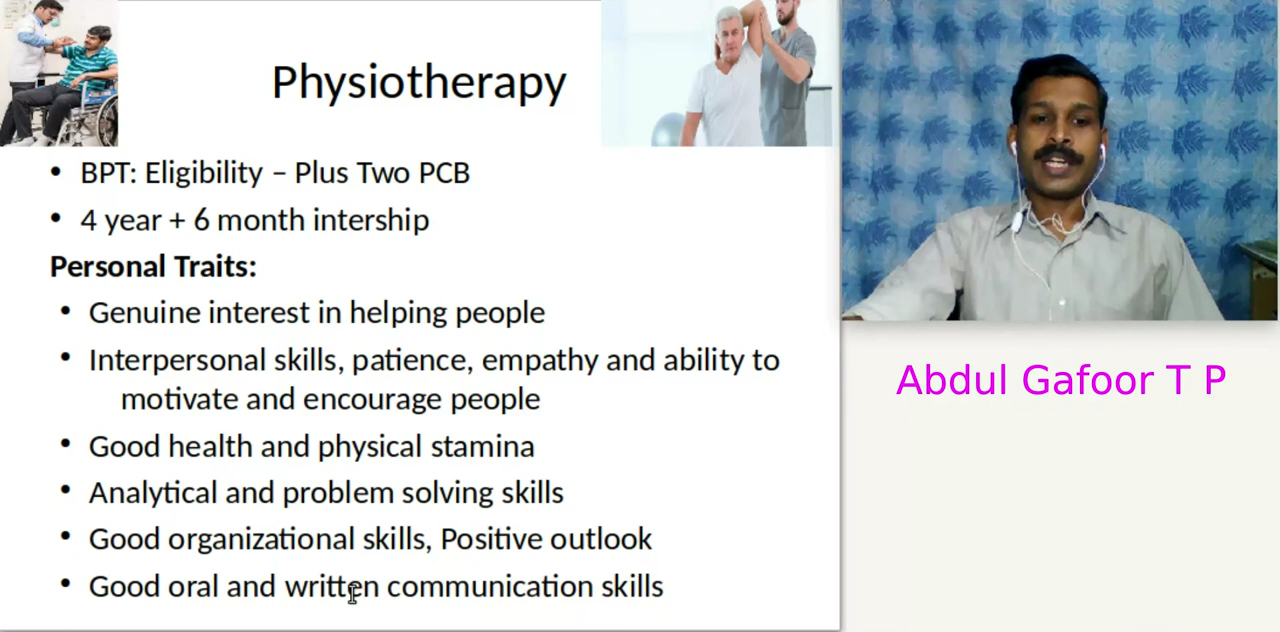 Physiotherapy
• BPT: Eligibility – Plus Two PCB
• 4 year + 6 month intership
Personal Traits:
• Genuine interest in helping people
• Interpersonal skills, patience, empathy and ability to
motivate and encourage people
• Good health and physical stamina
• Analytical and problem solving skills
• Good organizational skills, Positive outlook
• Good oral and written communication skills
Abdul Gafoor T P